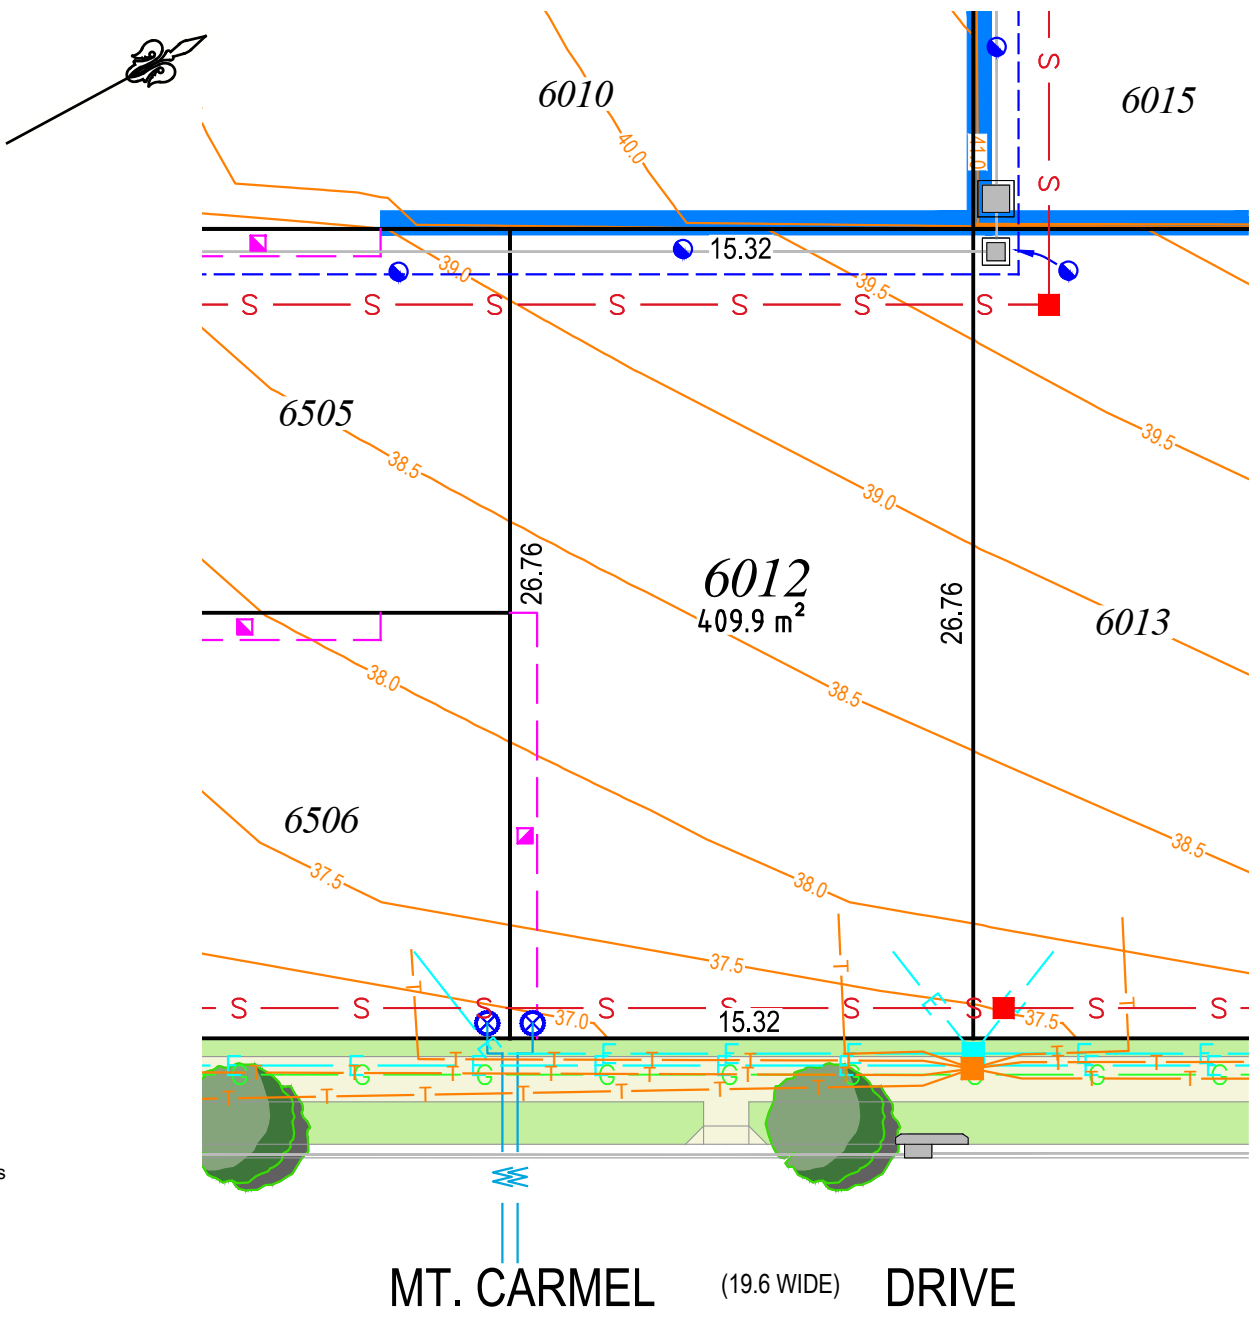 6010
6015
40.0
41.0
S
S
15.32
39.0
39.5
S S S S S S S
6505
39.5
38.5
39.0
26.76
6012
409.9 m²
26.76
6013
38.0
38.5
6506
38.5
37.5
38.0
37.5
T
T
E
T
S S S S S S S S S
37.0
15.32
37.5
E
E E E E E E
T T T T T T
G G G G G G G G G
T T T T T T
s
MT. CARMEL (19.6 WIDE) DRIVE